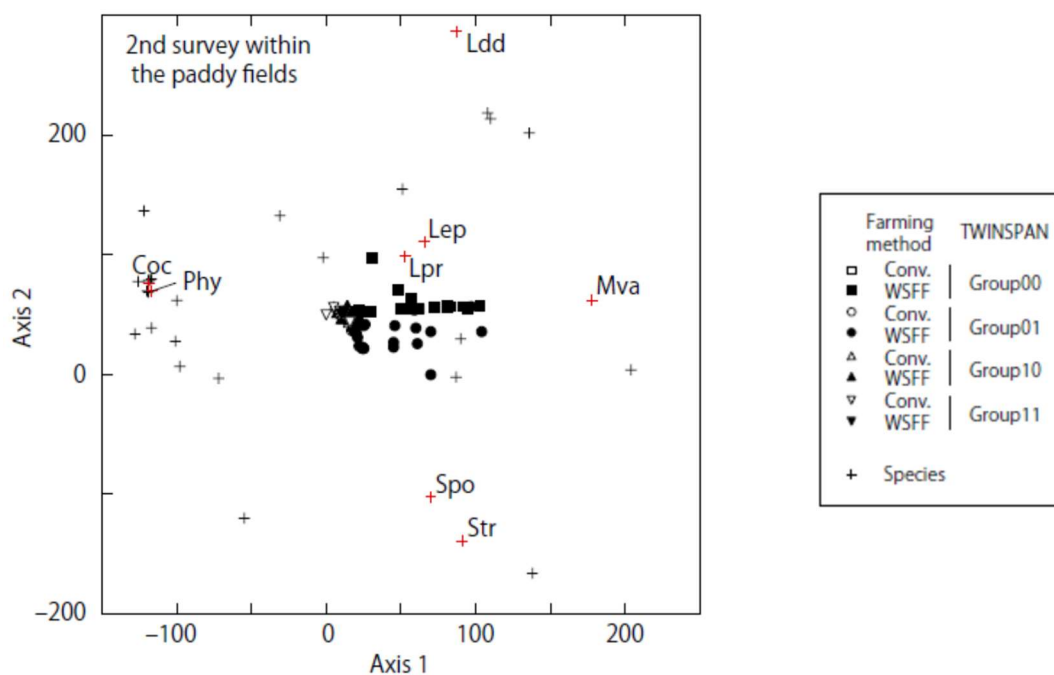 2nd survey within
the paddy fields
Ldd
Lep
Lpr
Coc
Phy
Mva
Spo
Str
200
0
−200
Axis 2
−100
0
100
200
Axis 1
Farming
method
TWINSPAN
Conv.
WSFF
Group00
Conv.
WSFF
Group01
Conv.
WSFF
Group10
Conv.
WSFF
Group11
Species